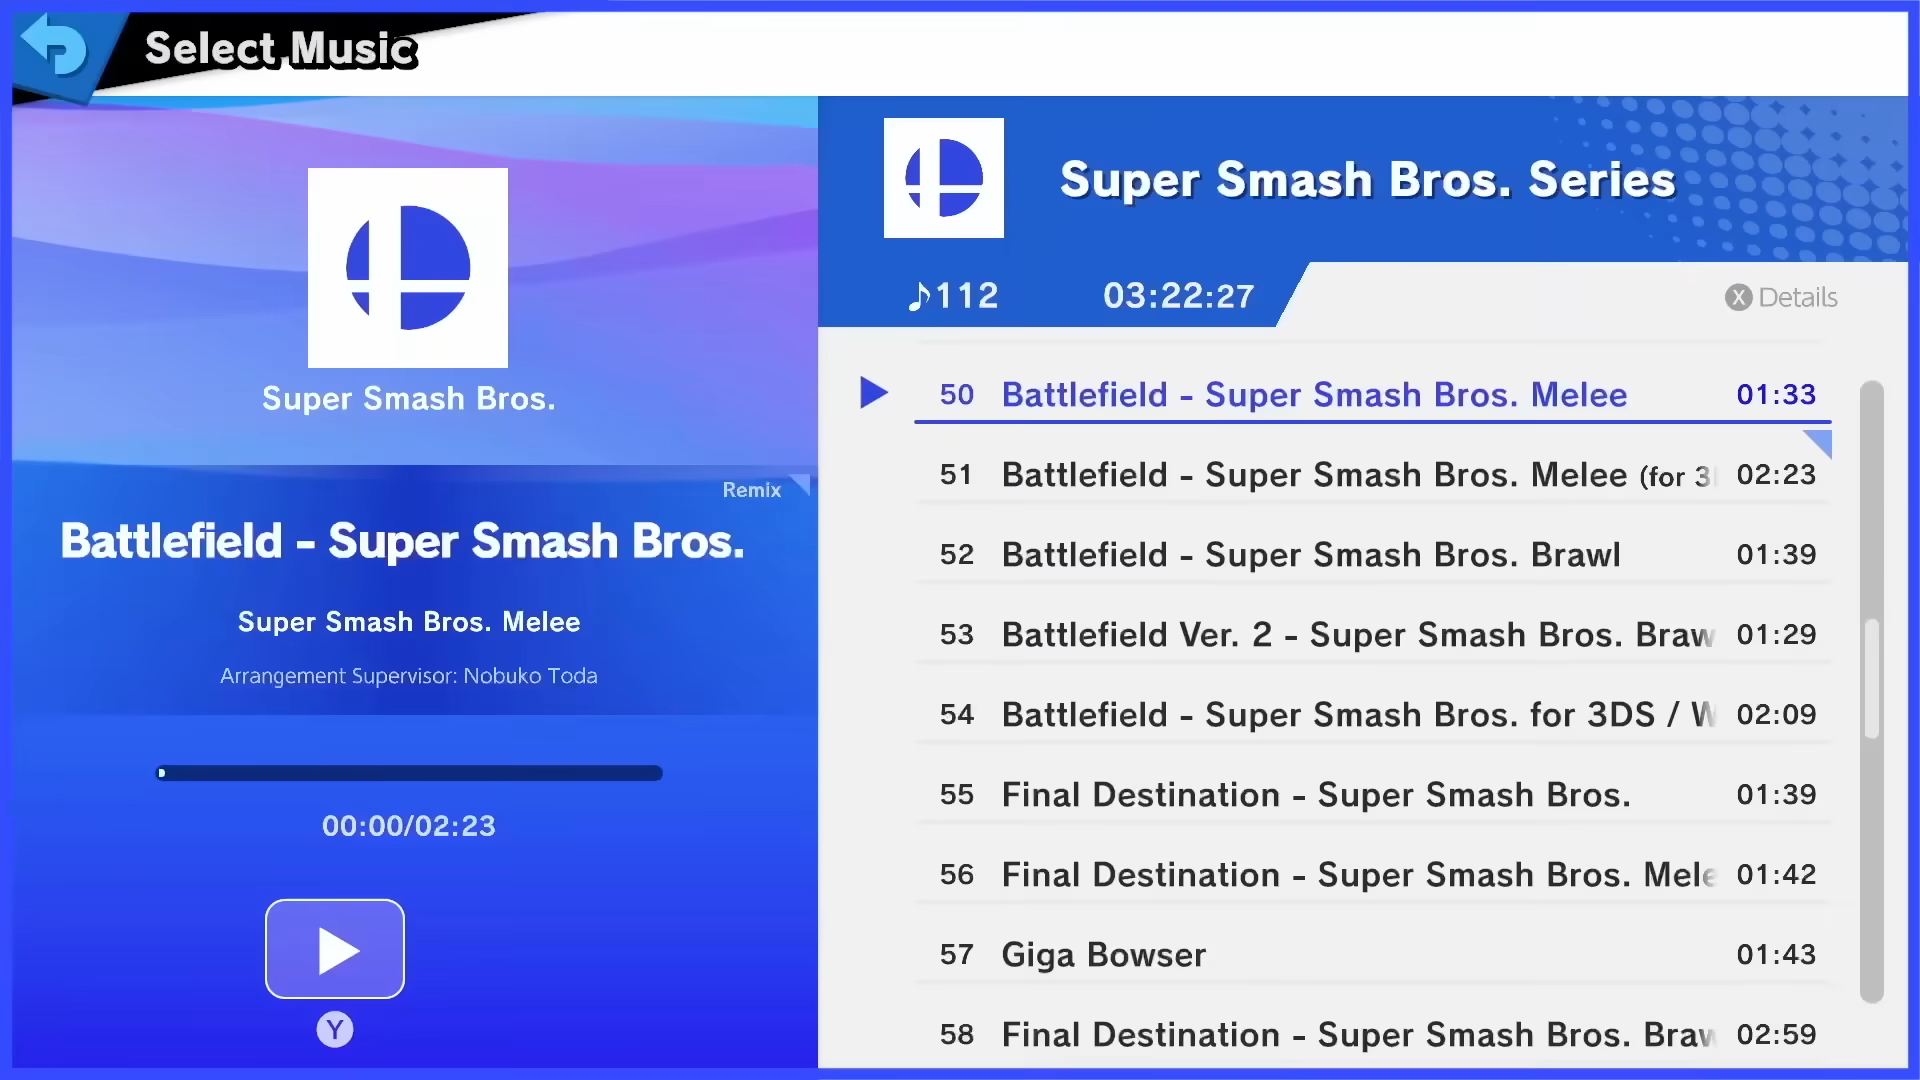 Select Music
Super Smash Bros.
Remix
Battlefield - Super Smash Bros.
Super Smash Bros. Melee
Arrangement Supervisor: Nobuko Toda
00:00/02:23
Y
Super Smash Bros. Series
♪112 03:22:27
X Details
50 Battlefield - Super Smash Bros. Melee 01:33
51 Battlefield - Super Smash Bros. Melee (for 3 02:23
52 Battlefield - Super Smash Bros. Brawl 01:39
53 Battlefield Ver. 2 - Super Smash Bros. Braw 01:29
54 Battlefield - Super Smash Bros. for 3DS / W 02:09
55 Final Destination - Super Smash Bros. 01:39
56 Final Destination - Super Smash Bros. Mele 01:42
57 Giga Bowser 01:43
58 Final Destination - Super Smash Bros. Braw 02:59